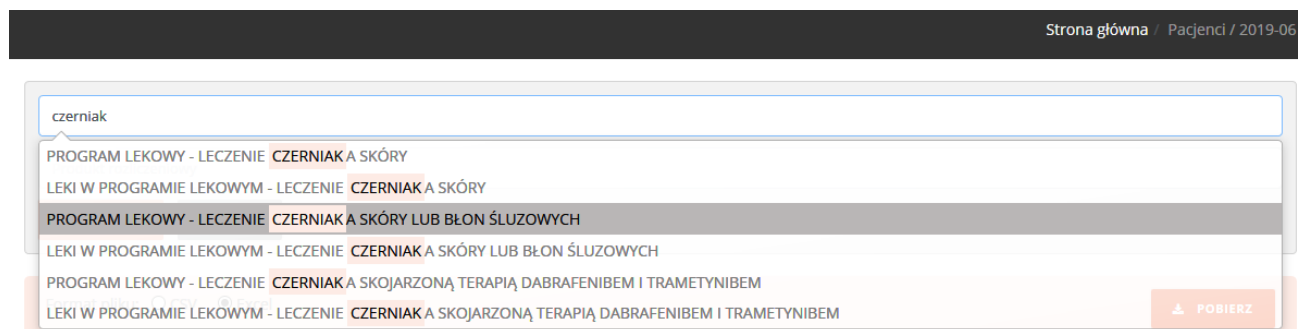 Strona główna / Pacjenci / 2019-06
czerniak
PROGRAM LEKOWY - LECZENIE CZERNIAKA SKÓRY
LEKI W PROGRAMIE LEKOWYM - LECZENIE CZERNIAKA SKÓRY
PROGRAM LEKOWY - LECZENIE CZERNIAKA SKÓRY LUB BŁON ŚLUZOWYCH
LEKI W PROGRAMIE LEKOWYM - LECZENIE CZERNIAKA SKÓRY LUB BŁON ŚLUZOWYCH
PROGRAM LEKOWY - LECZENIE CZERNIAKA SKOJARZONĄ TERAPIĄ DABRAFENIBEM I TRAMETYNIBEM
LEKI W PROGRAMIE LEKOWYM - LECZENIE CZERNIAKA SKOJARZONĄ TERAPIĄ DABRAFENIBEM I TRAMETYNIBEM
POBIERZ